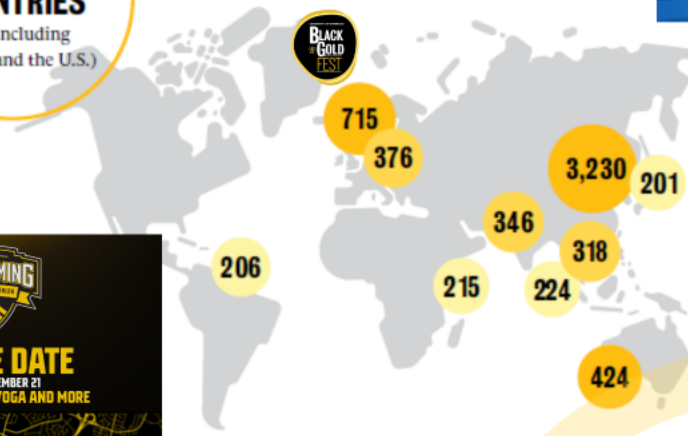 NTRIES
including
and the U.S.)
BLACK
'N' GOLD
FEST
715
376
3,230
201
346
318
206
215
224
424
MING
E DATE
EMBER 21
YOGA AND MORE